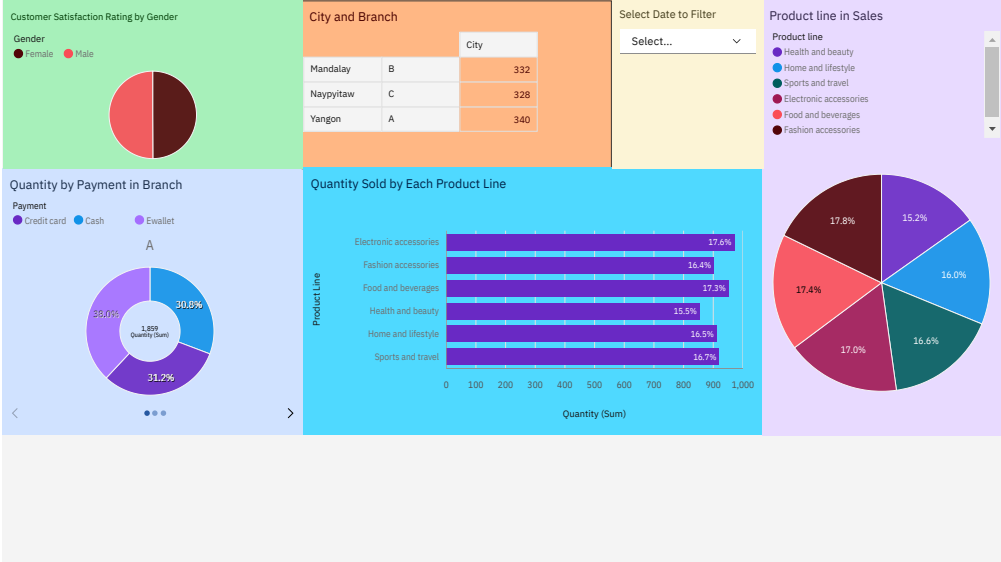 Customer Satisfaction Rating by Gender
Gender
Female Male
City and Branch
City
Mandalay B 332
Naypyitaw C 328
Yangon A 340
Select Date to Filter
Select...
Product line in Sales
Product line
Health and beauty
Home and lifestyle
Sports and travel
Electronic accessories
Food and beverages
Fashion accessories
17.8% 15.2%
16.0%
17.4%
16.6%
17.0%
Quantity by Payment in Branch
Payment
Credit card Cash Ewallet
A
30.8%
38.0%
1,859
Quantity (Sum)
31.2%
Quantity Sold by Each Product Line
Product Line
Electronic accessories 17.6%
Fashion accessories 16.4%
Food and beverages 17.3%
Health and beauty 15.5%
Home and lifestyle 16.5%
Sports and travel 16.7%
0 100 200 300 400 500 600 700 800 900 1,000
Quantity (Sum)